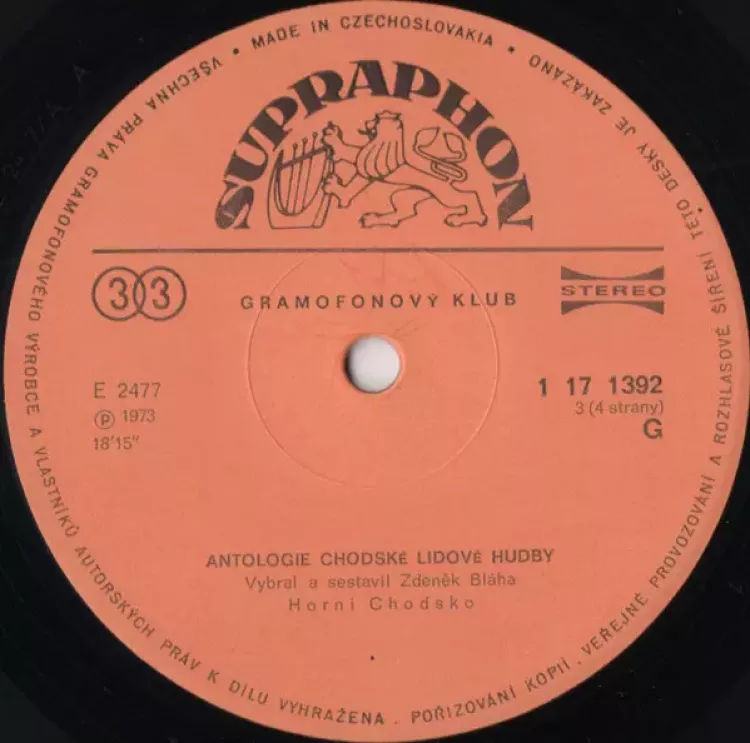 • MADE IN CZECHOSLOVAKIA •
SUPRAPHON
33
GRAMOFONOVÝ KLUB
STEREO
E 2477
Ⓟ 1973
18'15"
1 17 1392
3 (4 strany)
G
ANTOLOGIE CHODSKÉ LIDOVÉ HUDBY
Vybral a sestavil Zdeněk Bláha
Horní Chodsko
VŠECHNA PRÁVA GRAMOFONOVÉHO VÝROBCE A VLASTNÍKŮ AUTORSKÝCH PRÁV K DÍLU VYHRAŽENA . POŘIZOVÁNÍ KOPIÍ . VEŘEJNÉ PROVOZOVÁNÍ A ROZHLASOVÉ ŠÍŘENÍ TÉTO DESKY JE ZAKÁZÁNO